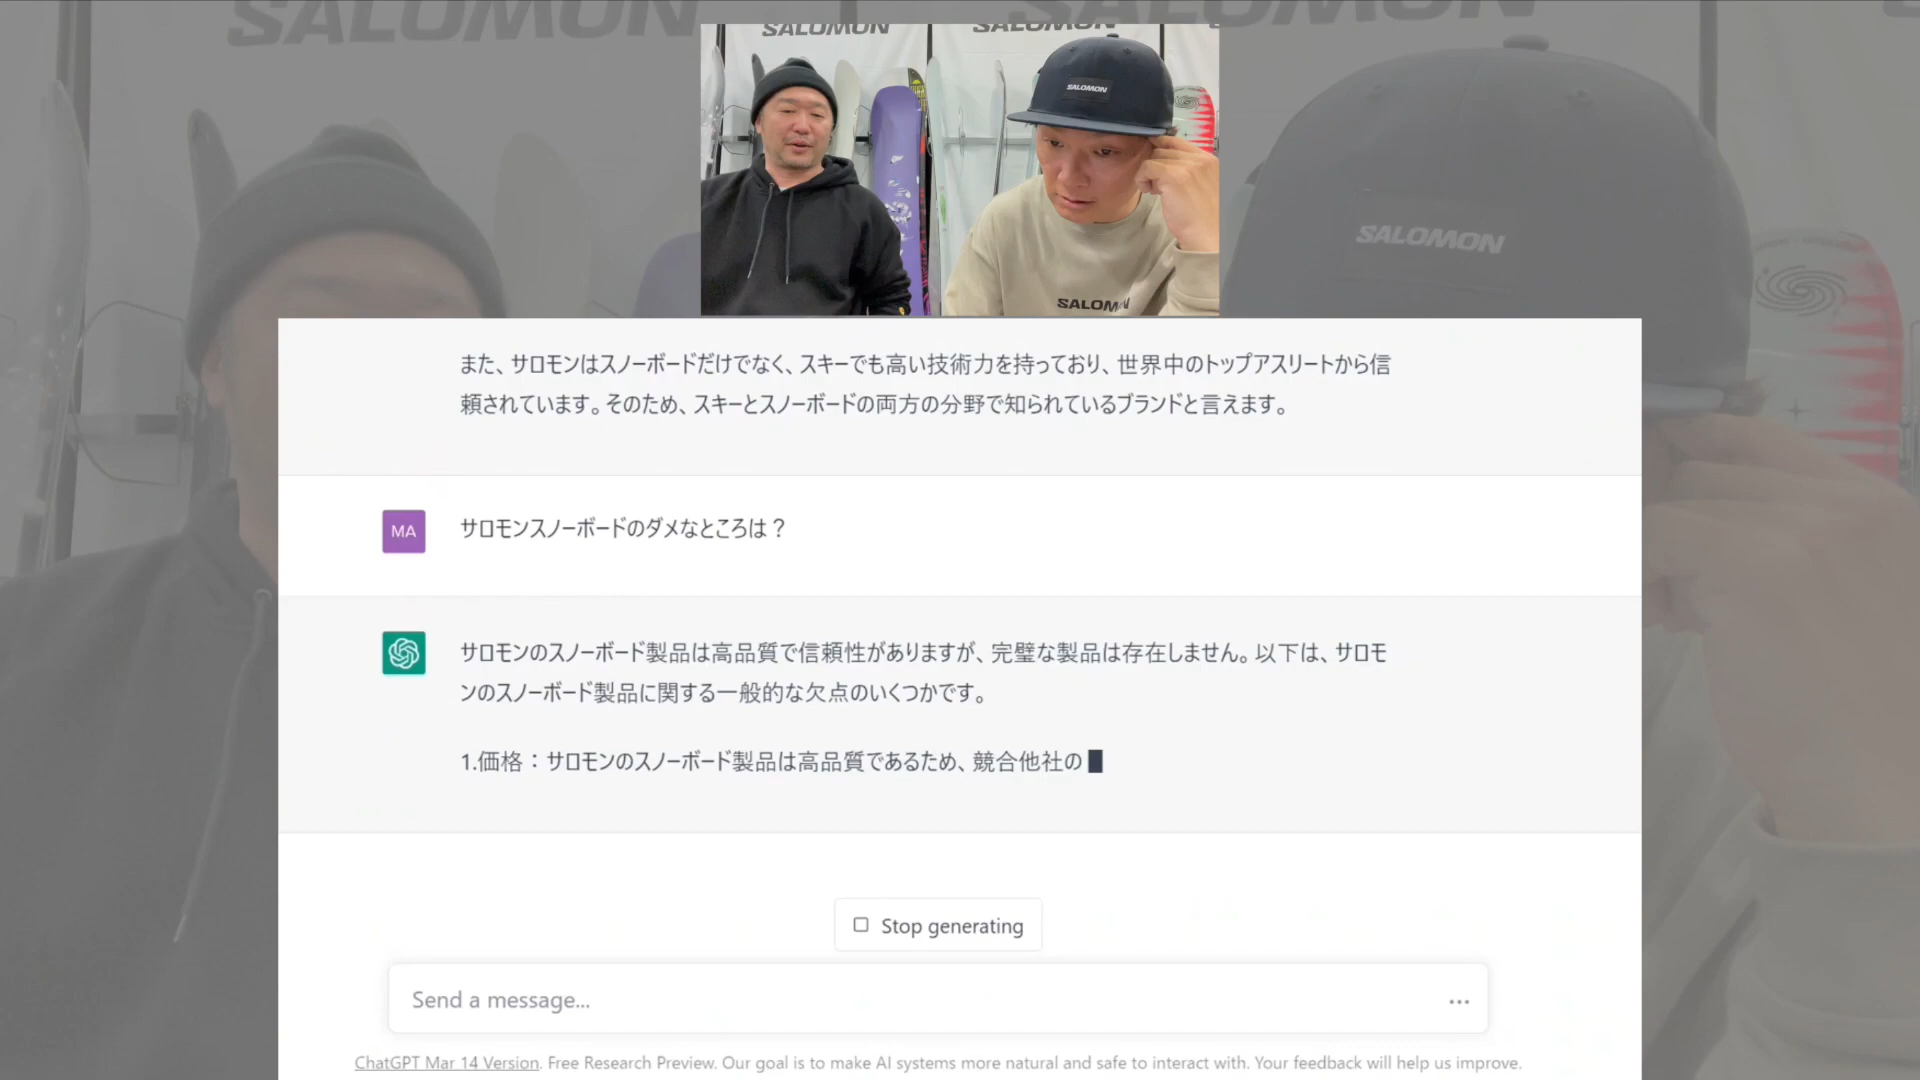 SALOMON
SALOMON
SALOMON
SALOMON
SALOMON
SALOMON
また、サロモンはスノーボードだけでなく、スキーでも高い技術力を持っており、世界中のトップアスリートから信
頼されています。そのため、スキーとスノーボードの両方の分野で知られているブランドと言えます。
MA
サロモンスノーボードのダメなところは？
サロモンのスノーボード製品は高品質で信頼性がありますが、完璧な製品は存在しません。以下は、サロモ
ンのスノーボード製品に関する一般的な欠点のいくつかです。
1.価格：サロモンのスノーボード製品は高品質であるため、競合他社の
Stop generating
Send a message...
ChatGPT Mar 14 Version. Free Research Preview. Our goal is to make AI systems more natural and safe to interact with. Your feedback will help us improve.